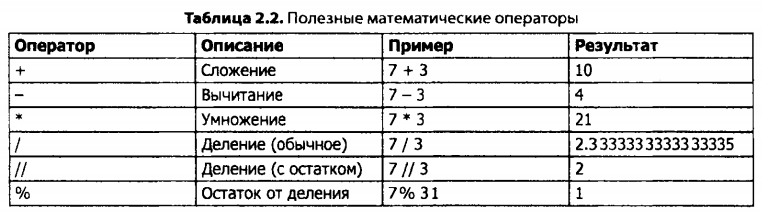 Таблица 2.2. Полезные математические операторы
Оператор Описание Пример Результат
+ Сложение 7 + 3 10
– Вычитание 7 – 3 4
* Умножение 7 * 3 21
/ Деление (обычное) 7 / 3 2.3333333333333335
// Деление (с остатком) 7 // 3 2
% Остаток от деления 7% 31 1